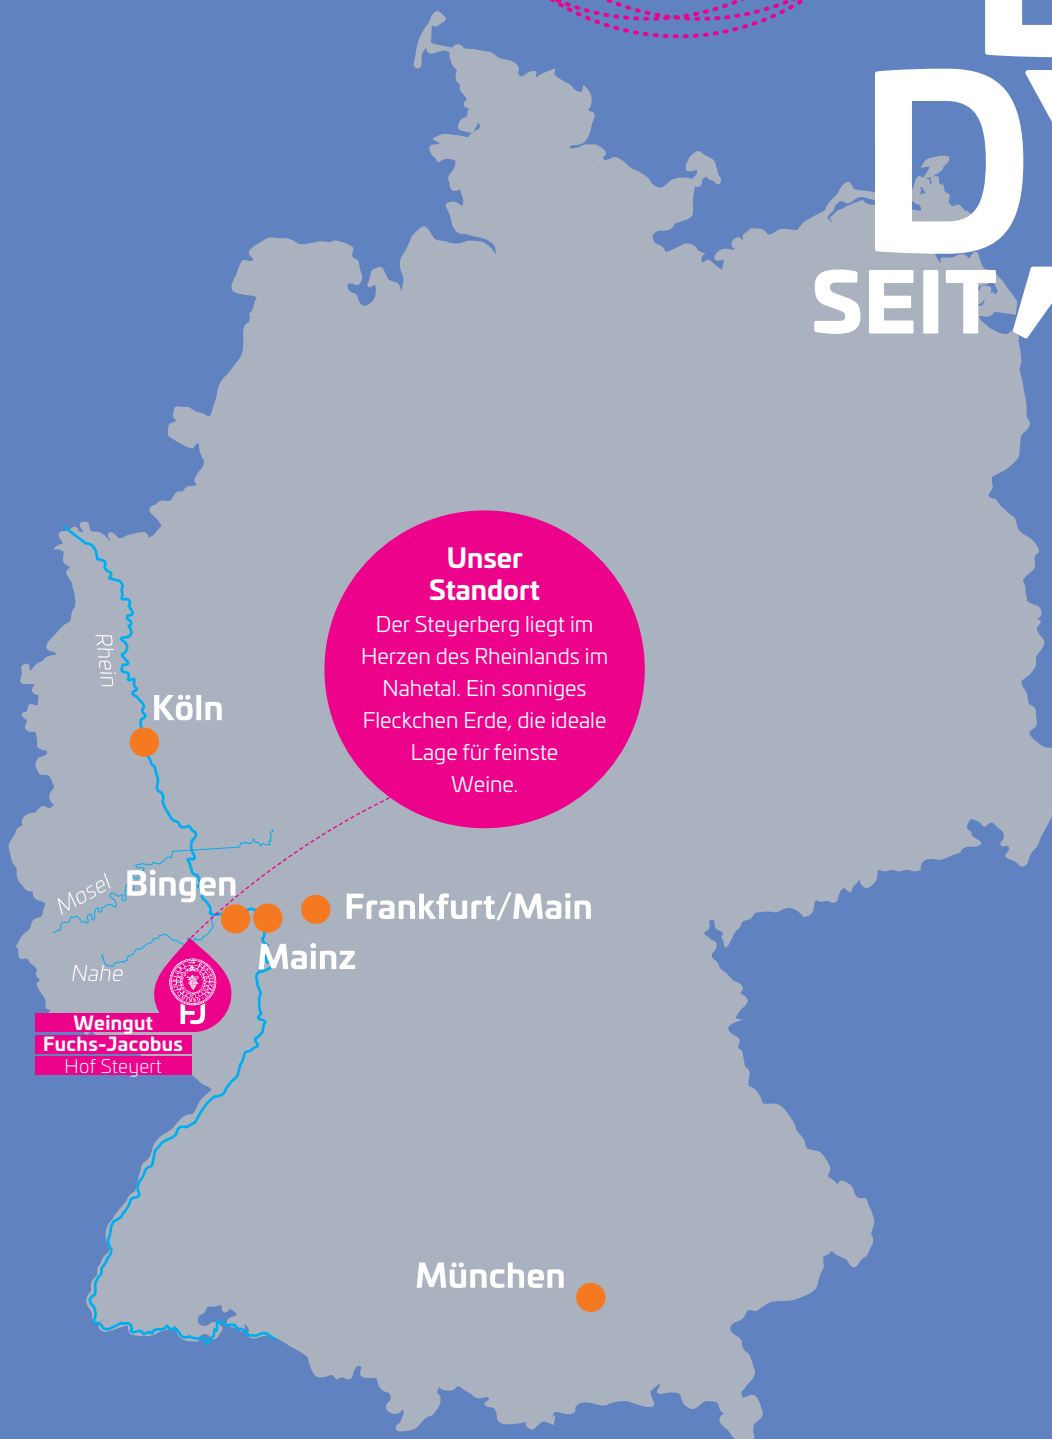 D
SEIT
Unser
Standort
Der Steyerberg liegt im
Herzen des Rheinlands im
Nahetal. Ein sonniges
Fleckchen Erde, die ideale
Lage für feinste
Weine.
Rhein
Köln
Mosel
Bingen
Frankfurt/Main
Mainz
Nahe
FJ
Weingut
Fuchs-Jacobus
Hof Steyert
München